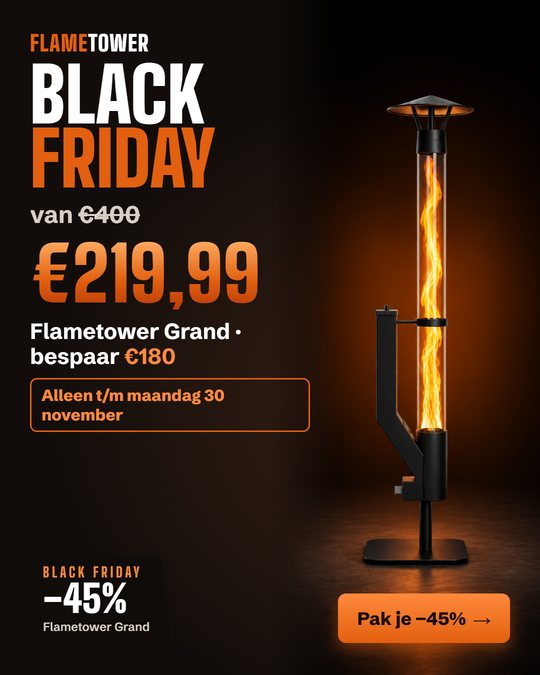 FLAMETOWER
BLACK
FRIDAY
van €400
€219,99
Flametower Grand •
bespaar €180
Alleen t/m maandag 30
november
BLACK FRIDAY
−45%
Flametower Grand
Pak je −45% →